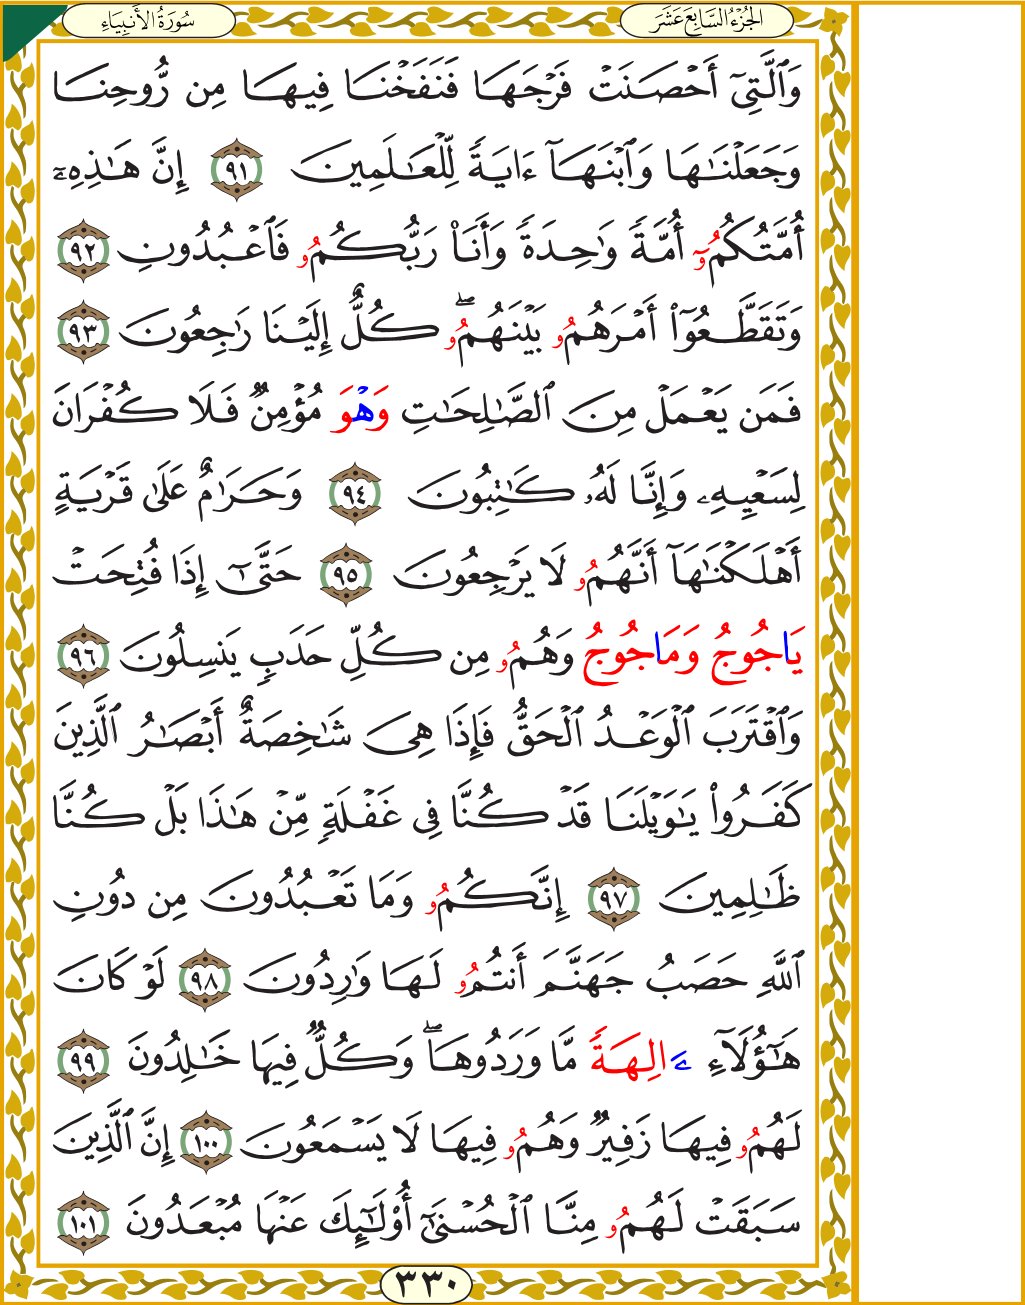 الجُزْءُ السَّابِعَ عَشَرَ
سُورَةُ الأَنبِيَاءِ
وَٱلَّتِىٓ أَحْصَنَتْ فَرْجَهَا فَنَفَخْنَا فِيهَا مِن رُّوحِنَا
وَجَعَلْنَٰهَا وَٱبْنَهَآ ءَايَةً لِّلْعَٰلَمِينَ ٩١ إِنَّ هَٰذِهِۦٓ
أُمَّتُكُمُۥٓ أُمَّةً وَٰحِدَةً وَأَنَا۠ رَبُّكُمُۥ فَٱعْبُدُونِ ٩٢
وَتَقَطَّعُوٓا۟ أَمْرَهُمُۥ بَيْنَهُمُۥۖ كُلٌّ إِلَيْنَا رَٰجِعُونَ ٩٣
فَمَن يَعْمَلْ مِنَ ٱلصَّٰلِحَٰتِ وَهْوَ مُؤْمِنٌ فَلَا كُفْرَانَ
لِسَعْيِهِۦ وَإِنَّا لَهُۥ كَٰتِبُونَ ٩٤ وَحَرَٰمٌ عَلَىٰ قَرْيَةٍ
أَهْلَكْنَٰهَآ أَنَّهُمُۥ لَا يَرْجِعُونَ ٩٥ حَتَّىٰٓ إِذَا فُتِحَتْ
يَاجُوجُ وَمَاجُوجُ وَهُمُۥ مِن كُلِّ حَدَبٍ يَنسِلُونَ ٩٦
وَٱقْتَرَبَ ٱلْوَعْدُ ٱلْحَقُّ فَإِذَا هِىَ شَٰخِصَةٌ أَبْصَٰرُ ٱلَّذِينَ
كَفَرُوا۟ يَٰوَيْلَنَا قَدْ كُنَّا فِى غَفْلَةٍ مِّنْ هَٰذَا بَلْ كُنَّا
ظَٰلِمِينَ ٩٧ إِنَّكُمُۥ وَمَا تَعْبُدُونَ مِن دُونِ
ٱللَّهِ حَصَبُ جَهَنَّمَ أَنتُمُۥ لَهَا وَٰرِدُونَ ٩٨ لَوْ كَانَ
هَٰٓؤُلَآءِ ءَالِهَةً مَّا وَرَدُوهَاۖ وَكُلٌّ فِيهَا خَٰلِدُونَ ٩٩
لَهُمُۥ فِيهَا زَفِيرٌ وَهُمُۥ فِيهَا لَا يَسْمَعُونَ ١٠٠ إِنَّ ٱلَّذِينَ
سَبَقَتْ لَهُمُۥ مِنَّا ٱلْحُسْنَىٰٓ أُو۟لَٰٓئِكَ عَنْهَا مُبْعَدُونَ ١٠١
٣٣٠